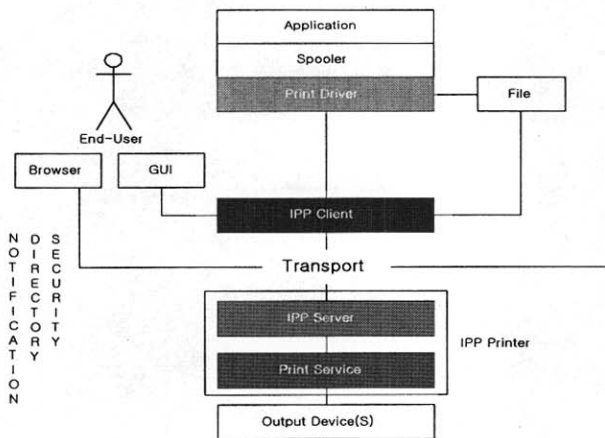 Application
Spooler
Print Driver
File
End-User
Browser
GUI
IPP Client
NOTIFICATION
DIRECTORY
SECURITY
Transport
IPP Server
IPP Printer
Print Service
Output Device(S)